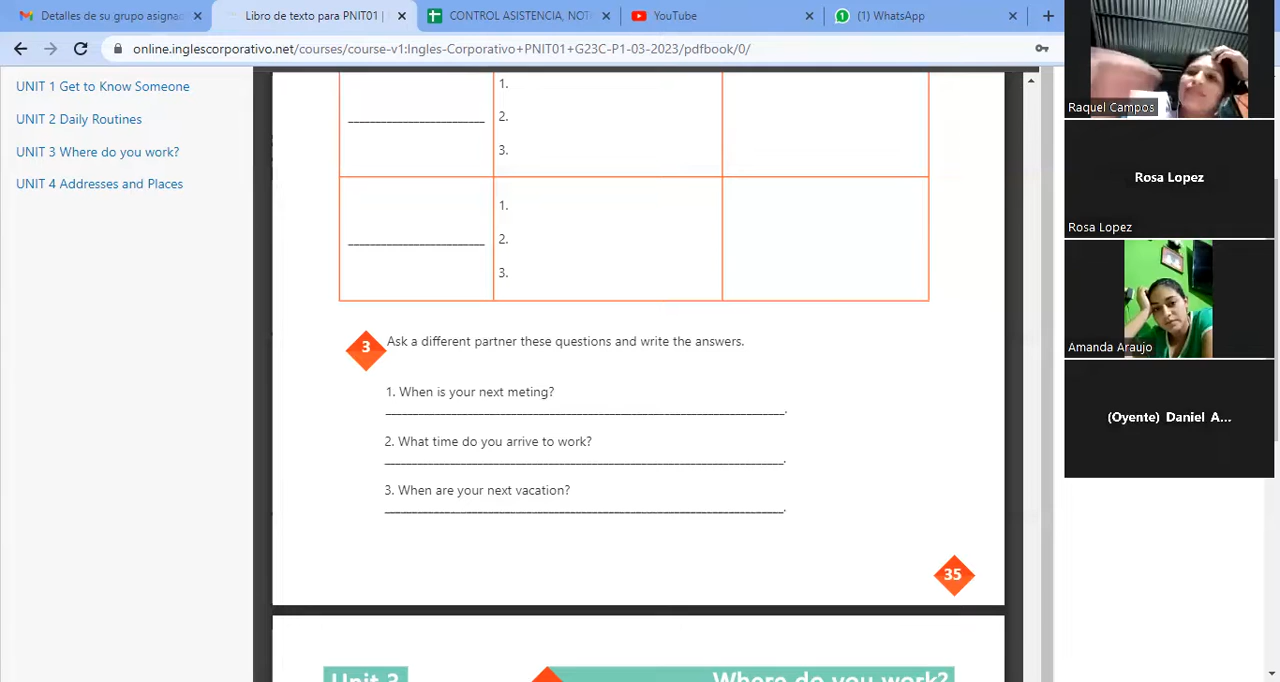 Detalles de su grupo asignad
Libro de texto para PNIT01 |
CONTROL ASISTENCIA, NOT
YouTube
(1) WhatsApp
online.inglescorporativo.net/courses/course-v1:Ingles-Corporativo+PNIT01+G23C-P1-03-2023/pdfbook/0/
UNIT 1 Get to Know Someone
UNIT 2 Daily Routines
UNIT 3 Where do you work?
UNIT 4 Addresses and Places
1.
2.
3.
1.
2.
3.
3 Ask a different partner these questions and write the answers.
1. When is your next meting?
2. What time do you arrive to work?
3. When are your next vacation?
35
Unit 3
Where do you work?
Raquel Campos
Rosa Lopez
Rosa Lopez
Amanda Araujo
(Oyente) Daniel A...